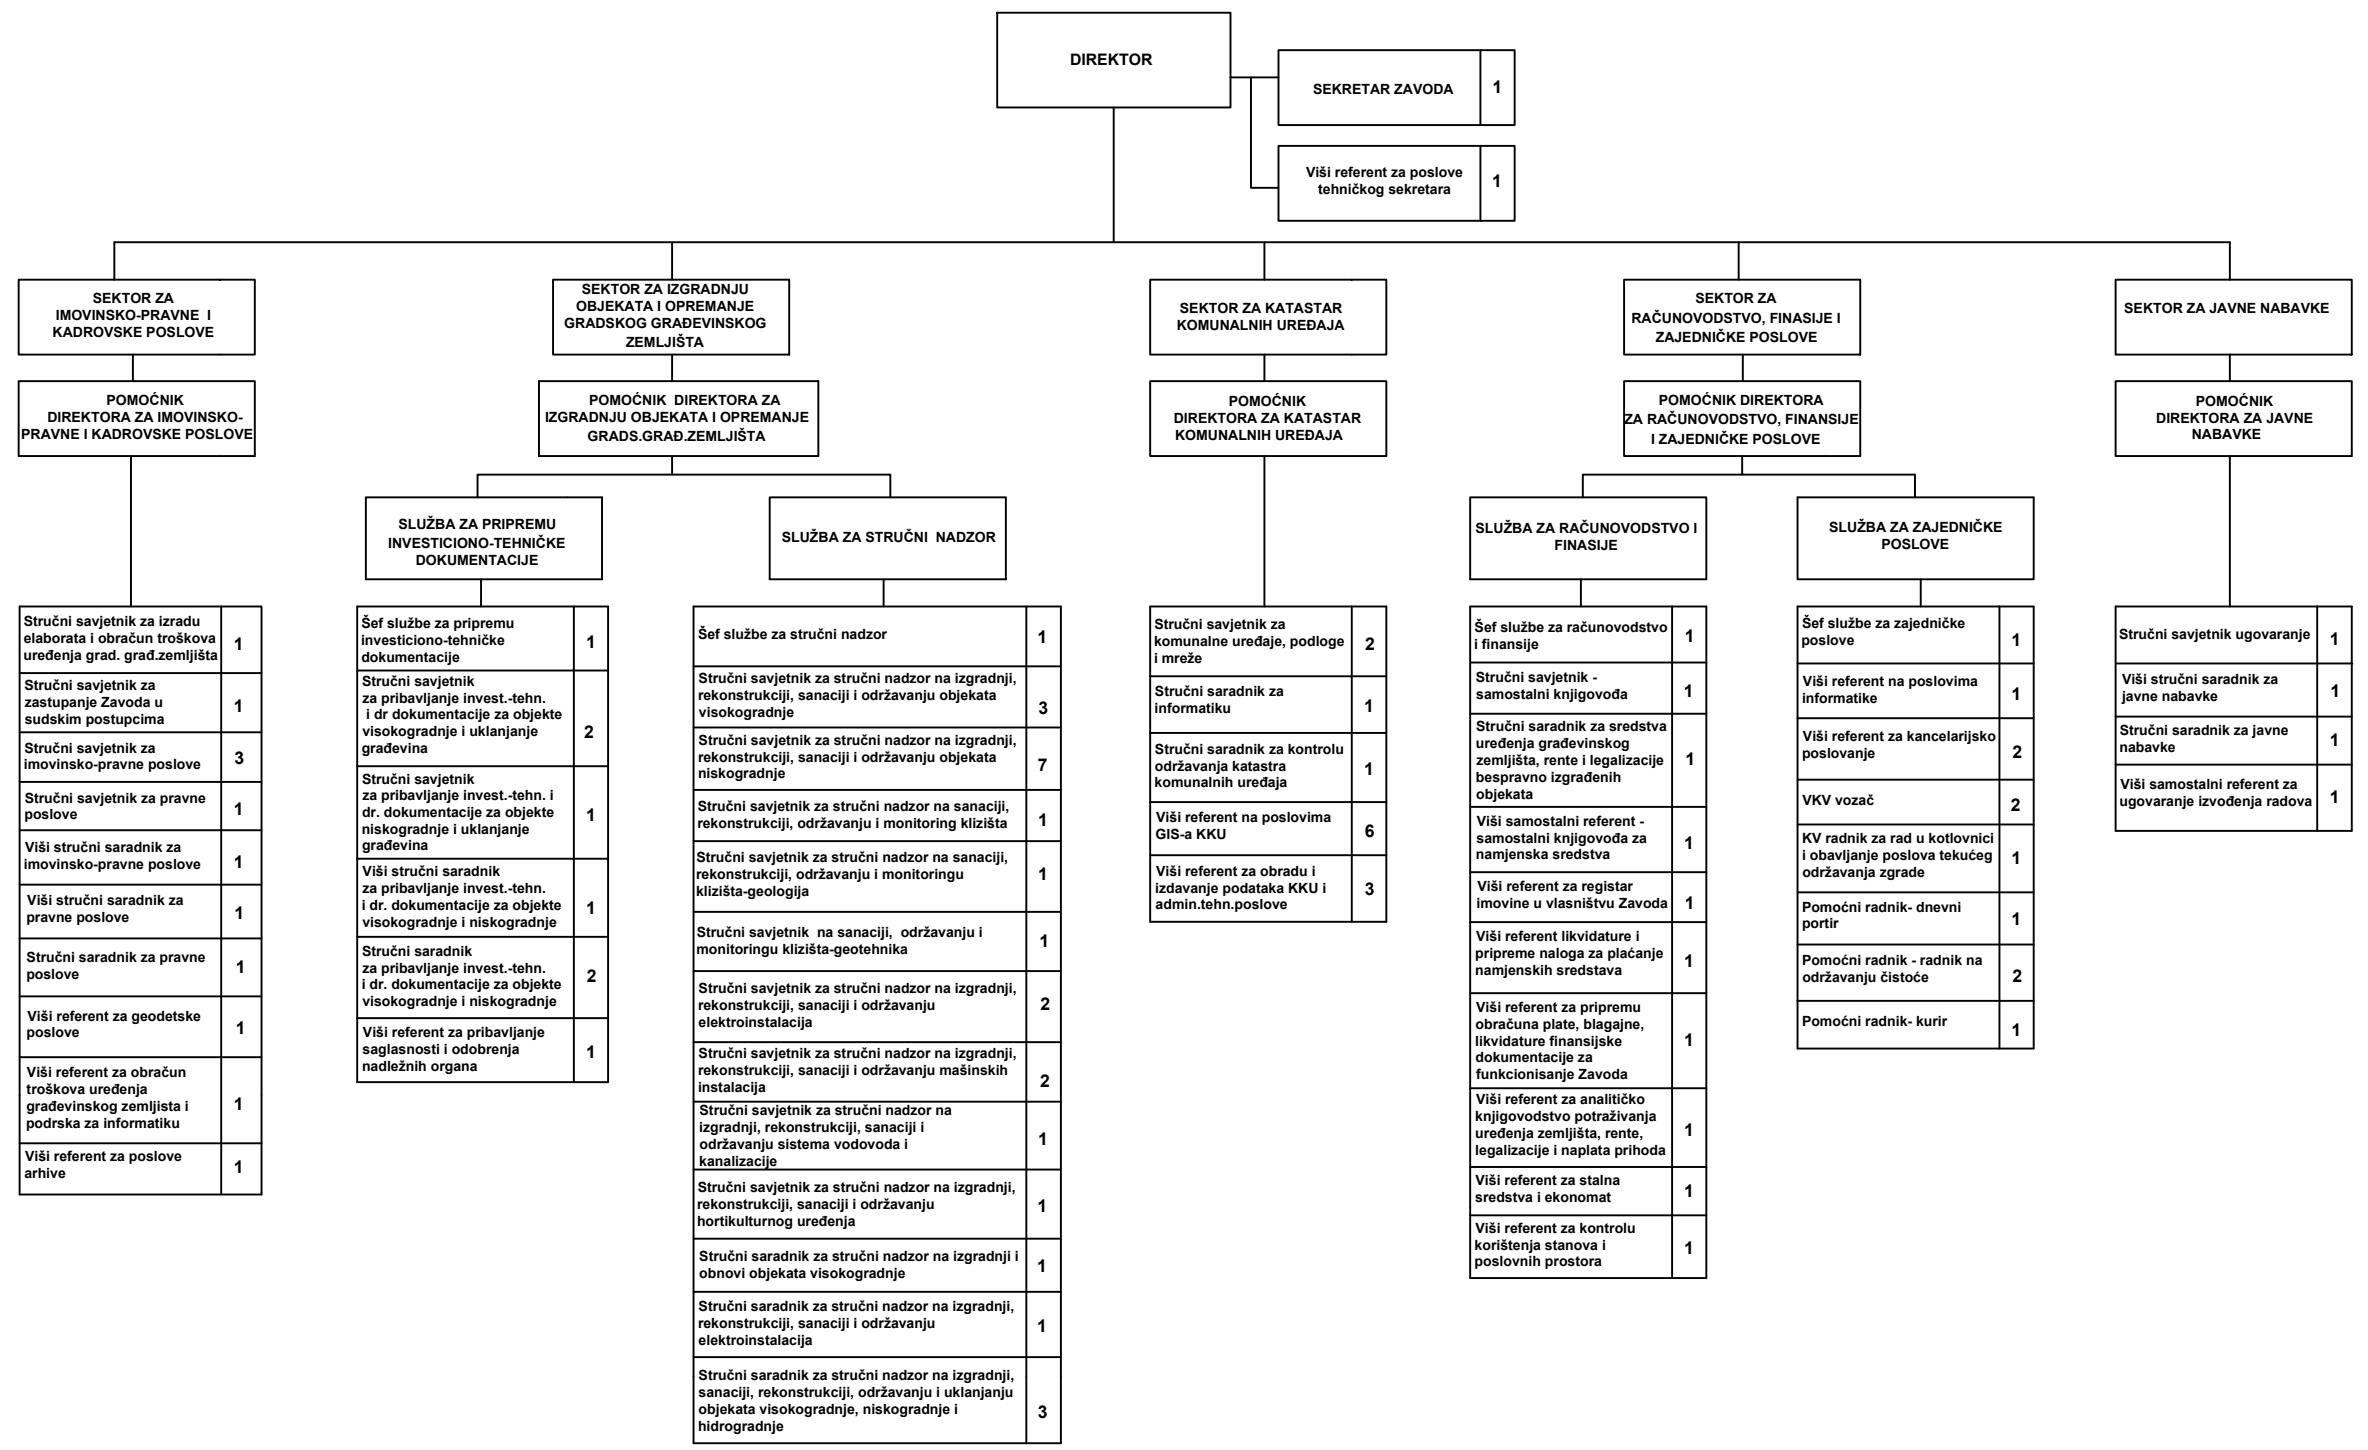 DIREKTOR
SEKRETAR ZAVODA
1
Viši referent za poslove
tehničkog sekretara
1
SEKTOR ZA
IMOVINSKO-PRAVNE I
KADROVSKE POSLOVE
SEKTOR ZA IZGRADNJU
OBJEKATA I OPREMANJE
GRADSKOG GRAĐEVINSKOG
ZEMLJIŠTA
SEKTOR ZA KATASTAR
KOMUNALNIH UREĐAJA
SEKTOR ZA
RAČUNOVODSTVO, FINASIJE I
ZAJEDNIČKE POSLOVE
SEKTOR ZA JAVNE NABAVKE
POMOĆNIK
DIREKTORA ZA IMOVINSKO-
PRAVNE I KADROVSKE POSLOVE
POMOĆNIK DIREKTORA ZA
IZGRADNJU OBJEKATA I OPREMANJE
GRADS.GRAĐ.ZEMLJIŠTA
POMOĆNIK
DIREKTORA ZA KATASTAR
KOMUNALNIH UREĐAJA
POMOĆNIK DIREKTORA
ZA RAČUNOVODSTVO, FINANSIJE
I ZAJEDNIČKE POSLOVE
POMOĆNIK
DIREKTORA ZA JAVNE
NABAVKE
SLUŽBA ZA PRIPREMU
INVESTICIONO-TEHNIČKE
DOKUMENTACIJE
SLUŽBA ZA STRUČNI NADZOR
SLUŽBA ZA RAČUNOVODSTVO I
FINASIJE
SLUŽBA ZA ZAJEDNIČKE
POSLOVE
Stručni savjetnik za izradu
elaborata i obračun troškova
uređenja grad. građ.zemljišta
1
Stručni savjetnik za
zastupanje Zavoda u
sudskim postupcima
1
Stručni savjetnik za
imovinsko-pravne poslove
3
Stručni savjetnik za pravne
poslove
1
Viši stručni saradnik za
imovinsko-pravne poslove
1
Viši stručni saradnik za
pravne poslove
1
Stručni saradnik za pravne
poslove
1
Viši referent za geodetske
poslove
1
Viši referent za obračun
troškova uređenja
građevinskog zemljista i
podrska za informatiku
1
Viši referent za poslove
arhive
1
Šef službe za pripremu
investiciono-tehničke
dokumentacije
1
Stručni savjetnik
za pribavljanje invest.-tehn.
i dr dokumentacije za objekte
visokogradnje i uklanjanje
građevina
2
Stručni savjetnik
za pribavljanje invest.-tehn. i
dr. dokumentacije za objekte
niskogradnje i uklanjanje
građevina
1
Viši stručni saradnik
za pribavljanje invest.-tehn.
i dr. dokumentacije za objekte
visokogradnje i niskogradnje
1
Stručni saradnik
za pribavljanje invest.-tehn.
i dr. dokumentacije za objekte
visokogradnje i niskogradnje
2
Viši referent za pribavljanje
saglasnosti i odobrenja
nadležnih organa
1
Šef službe za stručni nadzor
1
Stručni savjetnik za stručni nadzor na izgradnji,
rekonstrukciji, sanaciji i održavanju objekata
visokogradnje
3
Stručni savjetnik za stručni nadzor na izgradnji,
rekonstrukciji, sanaciji i održavanju objekata
niskogradnje
7
Stručni savjetnik za stručni nadzor na sanaciji,
rekonstrukciji, održavanju i monitoring klizišta
1
Stručni savjetnik za stručni nadzor na sanaciji,
rekonstrukciji, održavanju i monitoringu
klizišta-geologija
1
Stručni savjetnik na sanaciji, održavanju i
monitoringu klizišta-geotehnika
1
Stručni savjetnik za stručni nadzor na izgradnji,
rekonstrukciji, sanaciji i održavanju
elektroinstalacija
2
Stručni savjetnik za stručni nadzor na izgradnji,
rekonstrukciji, sanaciji i održavanju mašinskih
instalacija
2
Stručni savjetnik za stručni nadzor na
izgradnji, rekonstrukciji, sanaciji i
održavanju sistema vodovoda i
kanalizacije
1
Stručni savjetnik za stručni nadzor na izgradnji,
rekonstrukciji, sanaciji i održavanju
hortikulturnog uređenja
1
Stručni saradnik za stručni nadzor na izgradnji i
obnovi objekata visokogradnje
1
Stručni saradnik za stručni nadzor na izgradnji,
rekonstrukciji, sanaciji i održavanju
elektroinstalacija
1
Stručni saradnik za stručni nadzor na izgradnji,
sanaciji, rekonstrukciji, održavanju i uklanjanju
objekata visokogradnje, niskogradnje i
hidrogradnje
3
Stručni savjetnik za
komunalne uređaje, podloge
i mreže
2
Stručni saradnik za
informatiku
1
Stručni saradnik za kontrolu
održavanja katastra
komunalnih uređaja
1
Viši referent na poslovima
GIS-a KKU
6
Viši referent za obradu i
izdavanje podataka KKU i
admin.tehn.poslove
3
Šef službe za računovodstvo
i finansije
1
Stručni savjetnik -
samostalni knjigovođa
1
Stručni saradnik za sredstva
uređenja građevinskog
zemljišta, rente i legalizacije
bespravno izgrađenih
objekata
1
Viši samostalni referent -
samostalni knjigovođa za
namjenska sredstva
1
Viši referent za registar
imovine u vlasništvu Zavoda
1
Viši referent likvidature i
pripreme naloga za plaćanje
namjenskih sredstava
1
Viši referent za pripremu
obračuna plate, blagajne,
likvidature finansijske
dokumentacije za
funkcionisanje Zavoda
1
Viši referent za analitičko
knjigovodstvo potraživanja
uređenja zemljišta, rente,
legalizacije i naplata prihoda
1
Viši referent za stalna
sredstva i ekonomat
1
Viši referent za kontrolu
korištenja stanova i
poslovnih prostora
1
Šef službe za zajedničke
poslove
1
Viši referent na poslovima
informatike
1
Viši referent za kancelarijsko
poslovanje
2
VKV vozač
2
KV radnik za rad u kotlovnici
i obavljanje poslova tekućeg
održavanja zgrade
1
Pomoćni radnik- dnevni
portir
1
Pomoćni radnik - radnik na
održavanju čistoće
2
Pomoćni radnik- kurir
1
Stručni savjetnik ugovaranje
1
Viši stručni saradnik za
javne nabavke
1
Stručni saradnik za javne
nabavke
1
Viši samostalni referent za
ugovaranje izvođenja radova
1